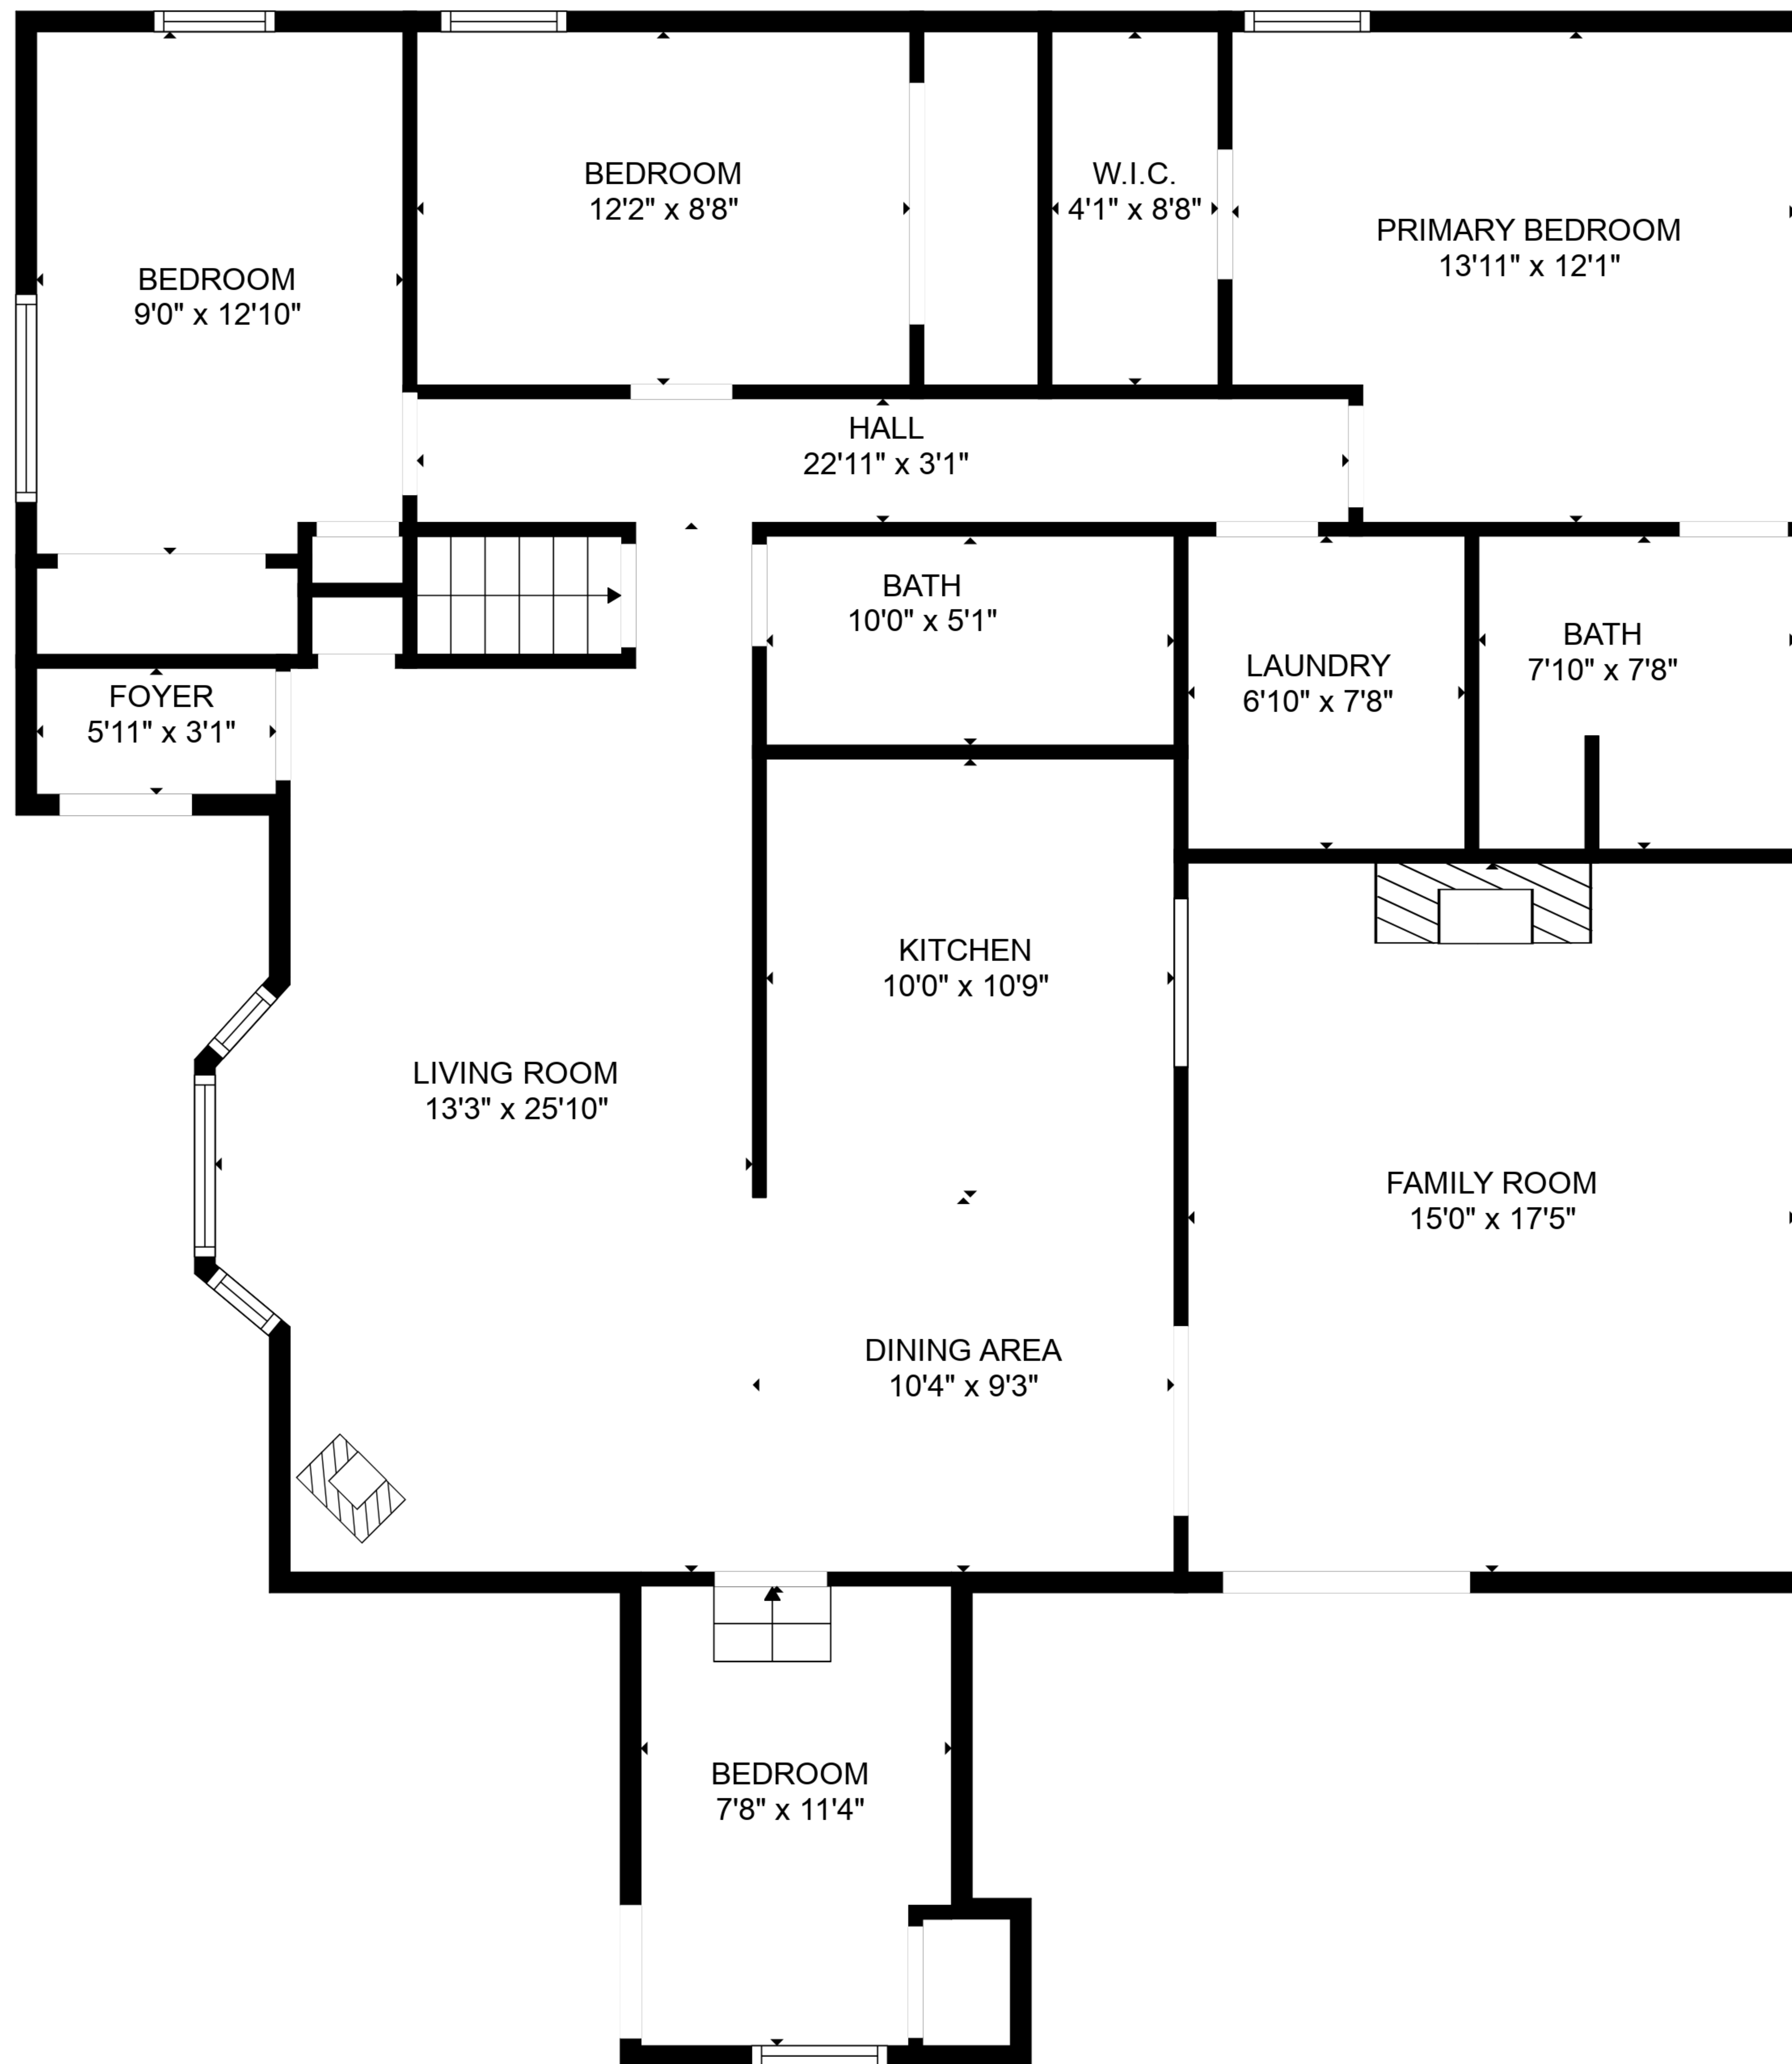 BEDROOM
12'2" x 8'8"
W.I.C.
4'1" x 8'8"
PRIMARY BEDROOM
13'11" x 12'1"
BEDROOM
9'0" x 12'10"
HALL
22'11" x 3'1"
BATH
10'0" x 5'1"
BATH
7'10" x 7'8"
LAUNDRY
6'10" x 7'8"
FOYER
5'11" x 3'1"
KITCHEN
10'0" x 10'9"
LIVING ROOM
13'3" x 25'10"
FAMILY ROOM
15'0" x 17'5"
DINING AREA
10'4" x 9'3"
BEDROOM
7'8" x 11'4"